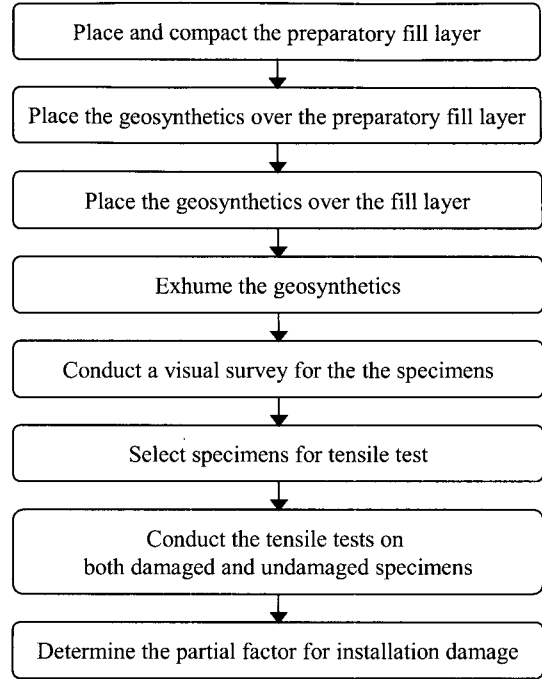 Place and compact the preparatory fill layer
Place the geosynthetics over the preparatory fill layer
Place the geosynthetics over the fill layer
Exhume the geosynthetics
Conduct a visual survey for the the specimens
Select specimens for tensile test
Conduct the tensile tests on
both damaged and undamaged specimens
Determine the partial factor for installation damage